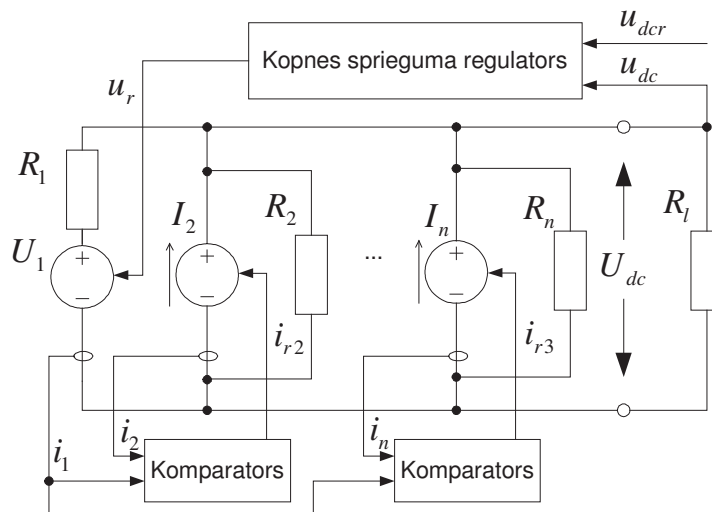 u_dcr
Kopnes sprieguma regulators
u_dc
u_r
R_1
I_2
R_2
I_n
R_n
R_l
U_1
...
U_dc
i_r2
i_r3
i_1
i_2
i_n
Komparators
Komparators